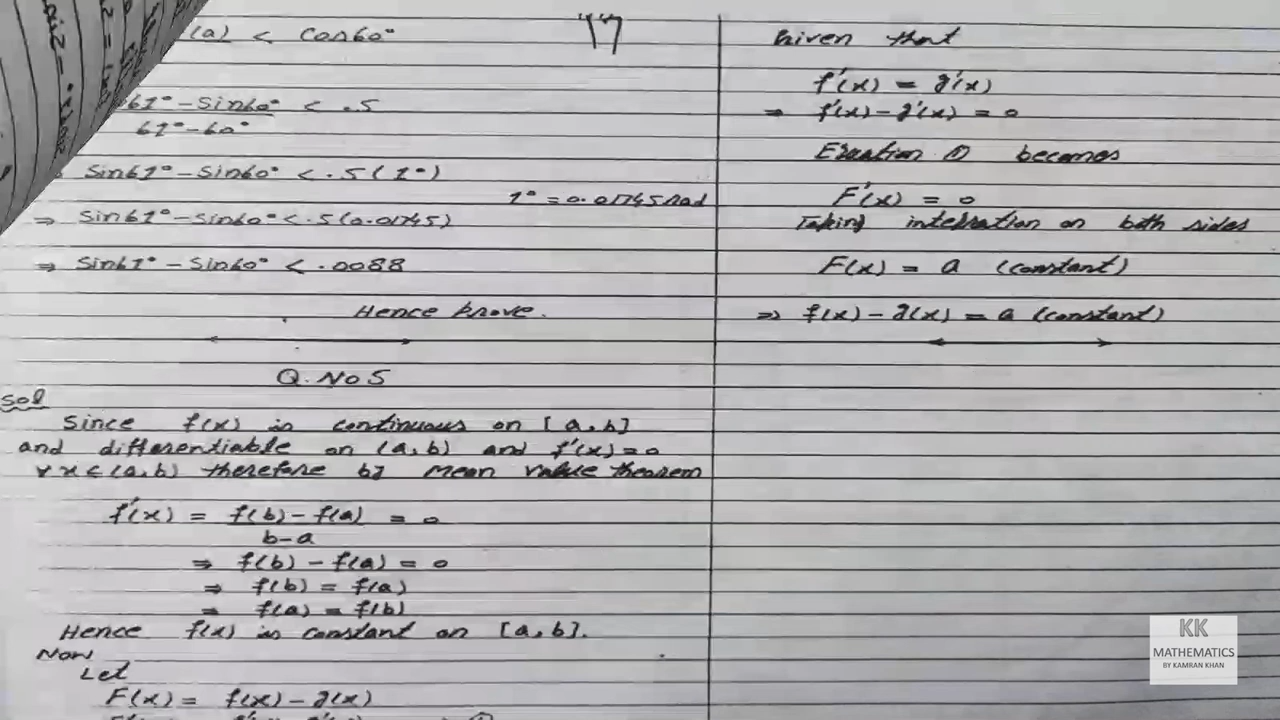 (a) < Cos60°
61° - Sin60° < .5
61° - 60°
Sin61° - Sin60° < .5(1°)
1° = 0.01745 rad
⇒ Sin61° - Sin60° < .5(0.01745)
⇒ Sin61° - Sin60° < .0088
Hence prove.
Q.No5
Sol
Since f(x) is continuous on [a,b]
and differentiable on (a,b) and f'(x)=0
∀ x ∈ (a,b) therefore by mean value theorem
f'(x) = f(b) - f(a) = 0
b-a
⇒ f(b) - f(a) = 0
⇒ f(b) = f(a)
⇒ f(a) = f(b)
Hence f(x) is constant on [a,b].
Now
Let
F(x) = f(x) - g(x)
Given that
f'(x) = g'(x)
⇒ f'(x) - g'(x) = 0
Equation ① becomes
F'(x) = 0
Taking integration on both sides
F(x) = a (constant)
⇒ f(x) - g(x) = a (constant)
KK
MATHEMATICS
BY KAMRAN KHAN